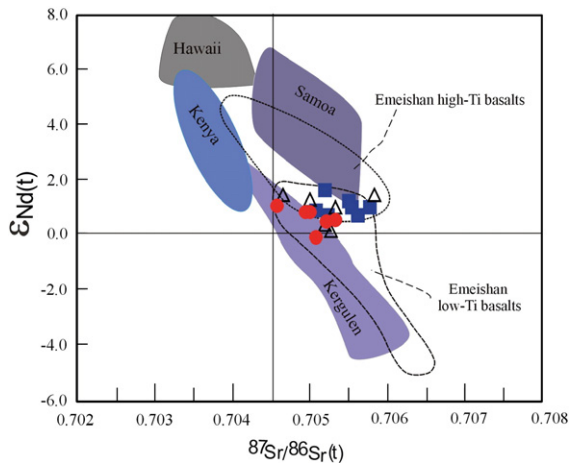 8.0
Hawaii
6.0
Samoa
Emeishan high-Ti basalts
4.0
Kenya
2.0
εNd(t)
0.0
Emeishan
low-Ti basalts
-2.0
Kergulen
-4.0
-6.0
0.702 0.703 0.704 0.705 0.706 0.707 0.708
87Sr/86Sr(t)